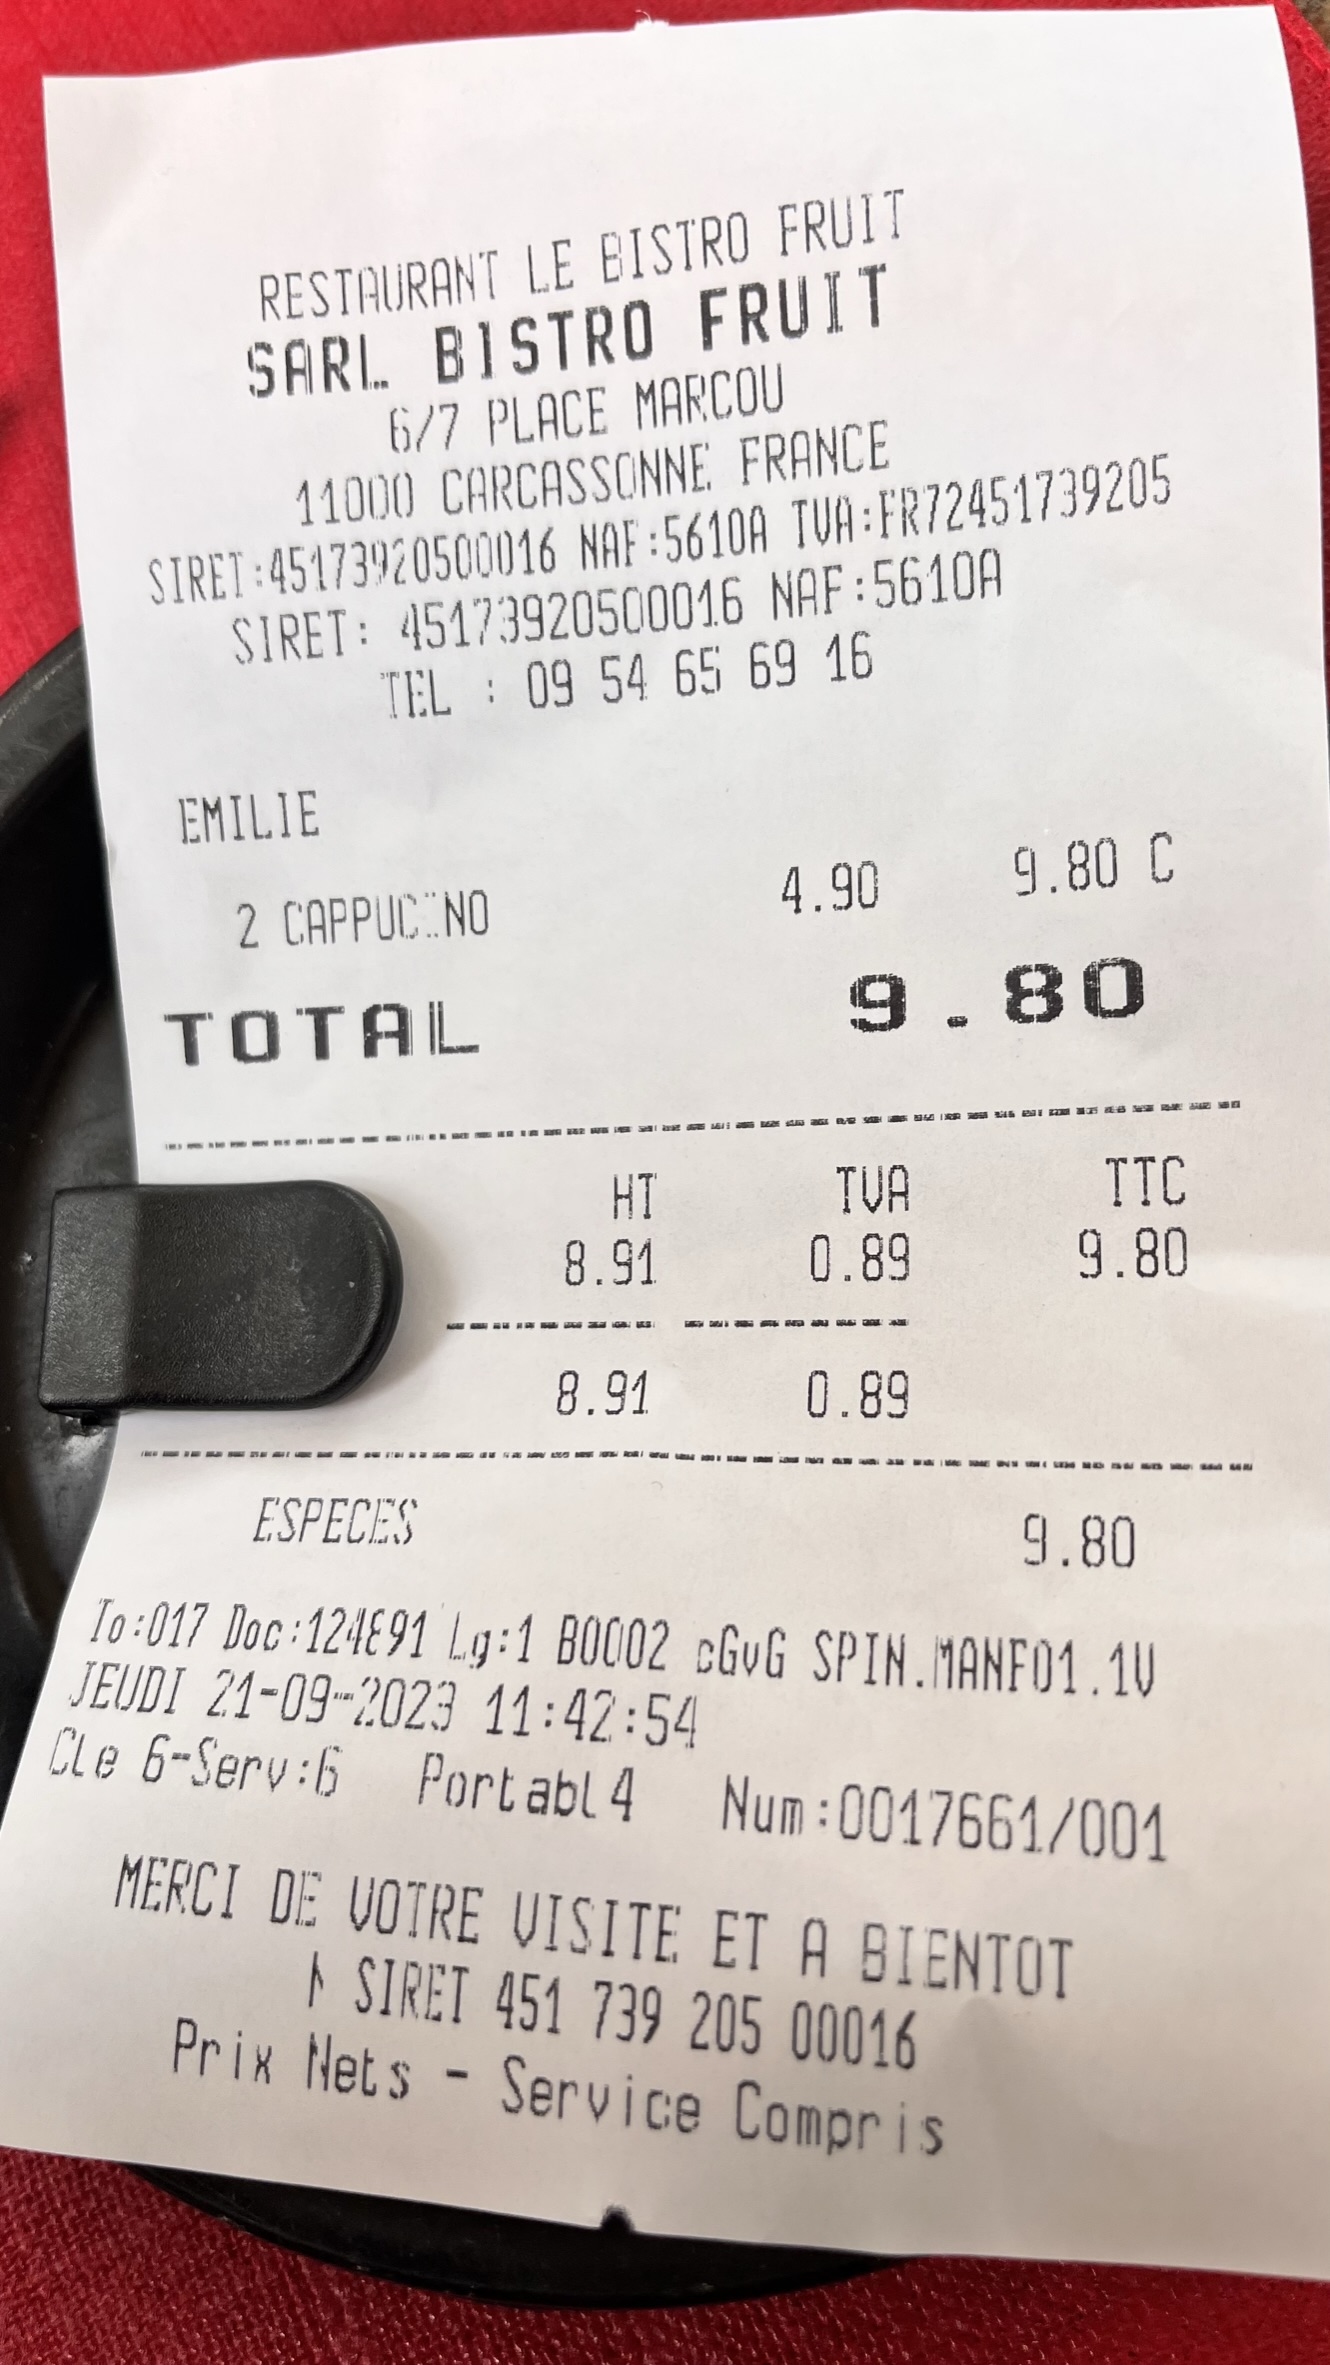 RESTAURANT LE BISTRO FRUIT
SARL BISTRO FRUIT
6/7 PLACE MARCOU
11000 CARCASSONNE FRANCE
SIRET:45173920500016 NAF:5610A TVA:FR72451739205
SIRET: 45173920500016 NAF:5610A
TEL : 09 54 65 69 16
EMILIE
2 CAPPUCINO 4.90 9.80 C
TOTAL 9.80
HT TVA TTC
8.91 0.89 9.80
8.91 0.89
ESPECES 9.80
To:017 Lg:1 B0002 cGvG SPIN.MANF01.1V
JEUDI 21-09-2023 11:42:54
Cle 6-Serv:6 Portabl4 Num:0017661/001
MERCI DE VOTRE VISITE ET A BIENTOT
SIRET 451 739 205 00016
Prix Nets - Service Compris